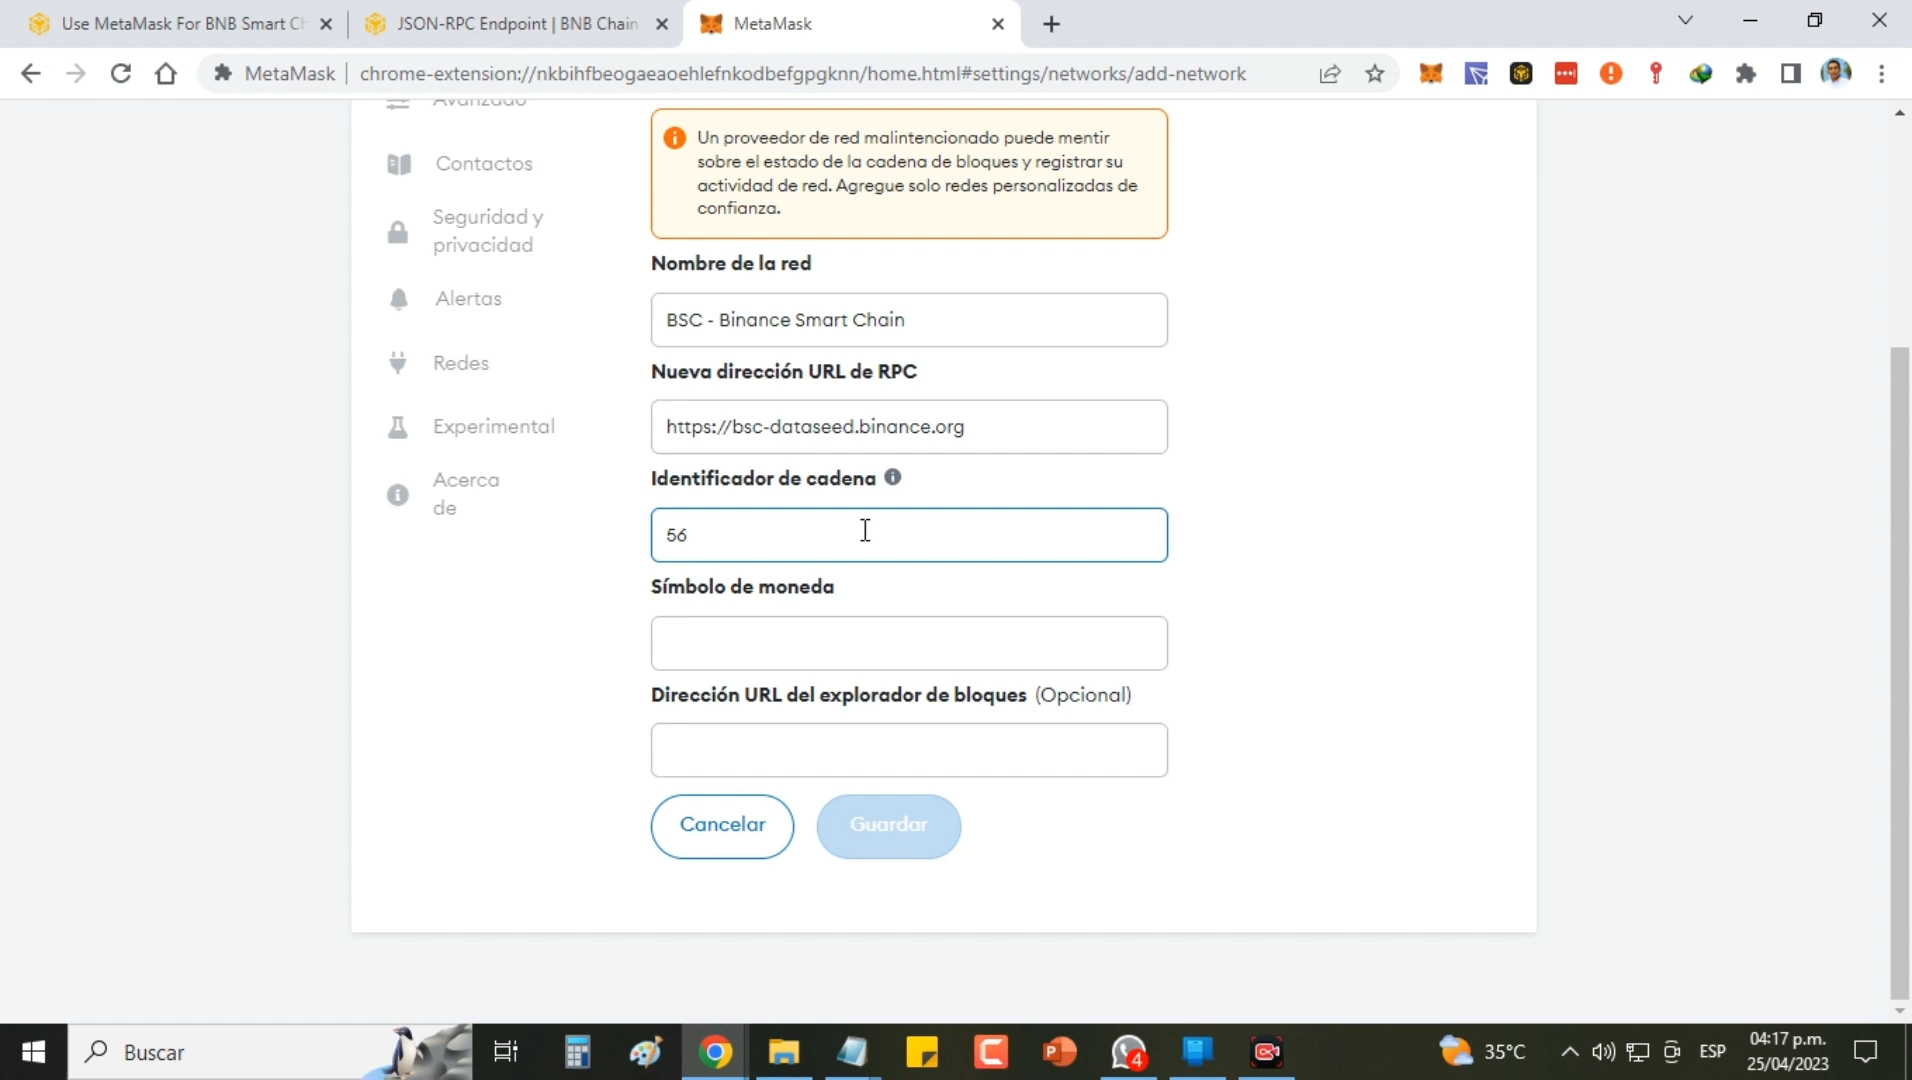 Use MetaMask For BNB Smart Ch
JSON-RPC Endpoint | BNB Chain
MetaMask
MetaMask
chrome-extension://nkbihfbeogaeaoehlefnkodbefgpgknn/home.html#settings/networks/add-network
Avanzado
Contactos
Seguridad y
privacidad
Alertas
Redes
Experimental
Acerca
de
Un proveedor de red malintencionado puede mentir
sobre el estado de la cadena de bloques y registrar su
actividad de red. Agregue solo redes personalizadas de
confianza.
Nombre de la red
BSC - Binance Smart Chain
Nueva dirección URL de RPC
https://bsc-dataseed.binance.org
Identificador de cadena
56
Símbolo de moneda
Dirección URL del explorador de bloques (Opcional)
Cancelar
Guardar
Buscar
4
35°C
ESP
04:17 p.m.
25/04/2023